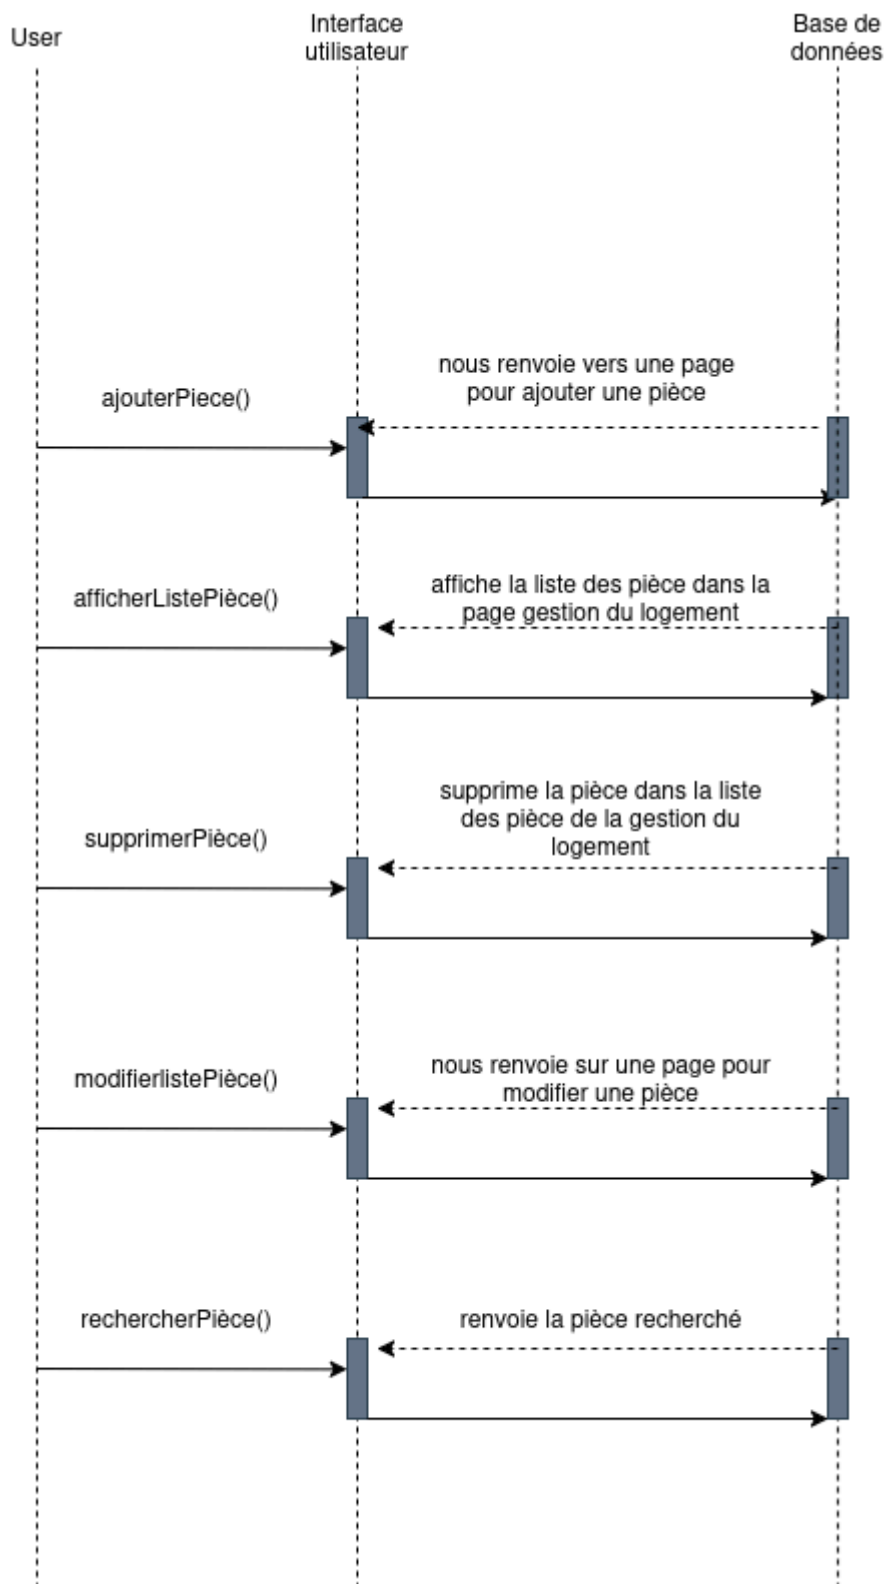 User
Interface
utilisateur
Base de
données
nous renvoie vers une page
pour ajouter une pièce
ajouterPiece()
afficherListePièce()
affiche la liste des pièce dans la
page gestion du logement
supprime la pièce dans la liste
des pièce de la gestion du
logement
supprimerPièce()
modifierlistePièce()
nous renvoie sur une page pour
modifier une pièce
rechercherPièce()
renvoie la pièce recherché